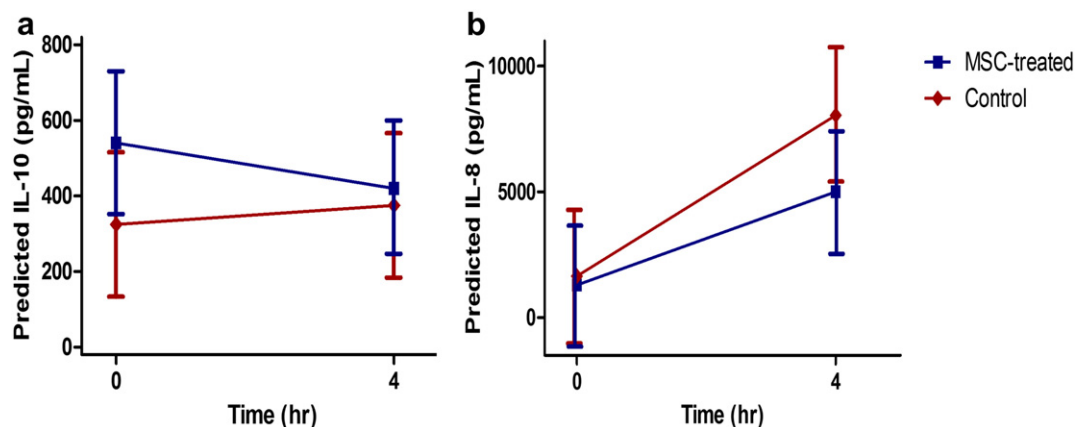 a
Predicted IL-10 (pg/mL)
800
600
400
200
0
0
4
Time (hr)
b
Predicted IL-8 (pg/mL)
10000
5000
0
0
4
Time (hr)
MSC-treated
Control